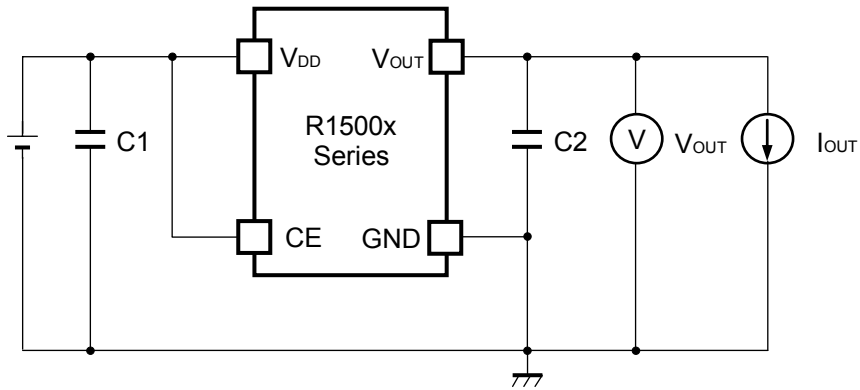 VDD
VOUT
R1500x
Series
C1
C2
V
VOUT
IOUT
CE
GND